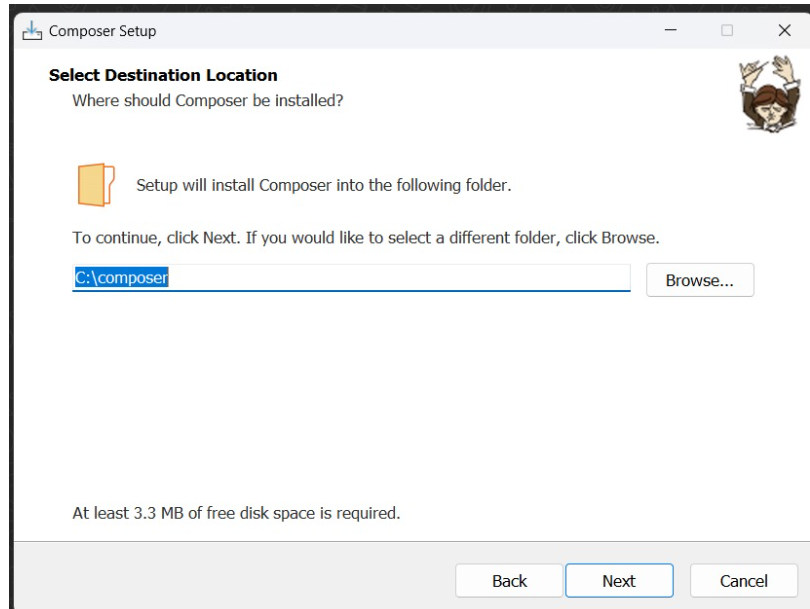 Composer Setup
Select Destination Location
Where should Composer be installed?
Setup will install Composer into the following folder.
To continue, click Next. If you would like to select a different folder, click Browse.
C:\composer
Browse...
At least 3.3 MB of free disk space is required.
Back
Next
Cancel